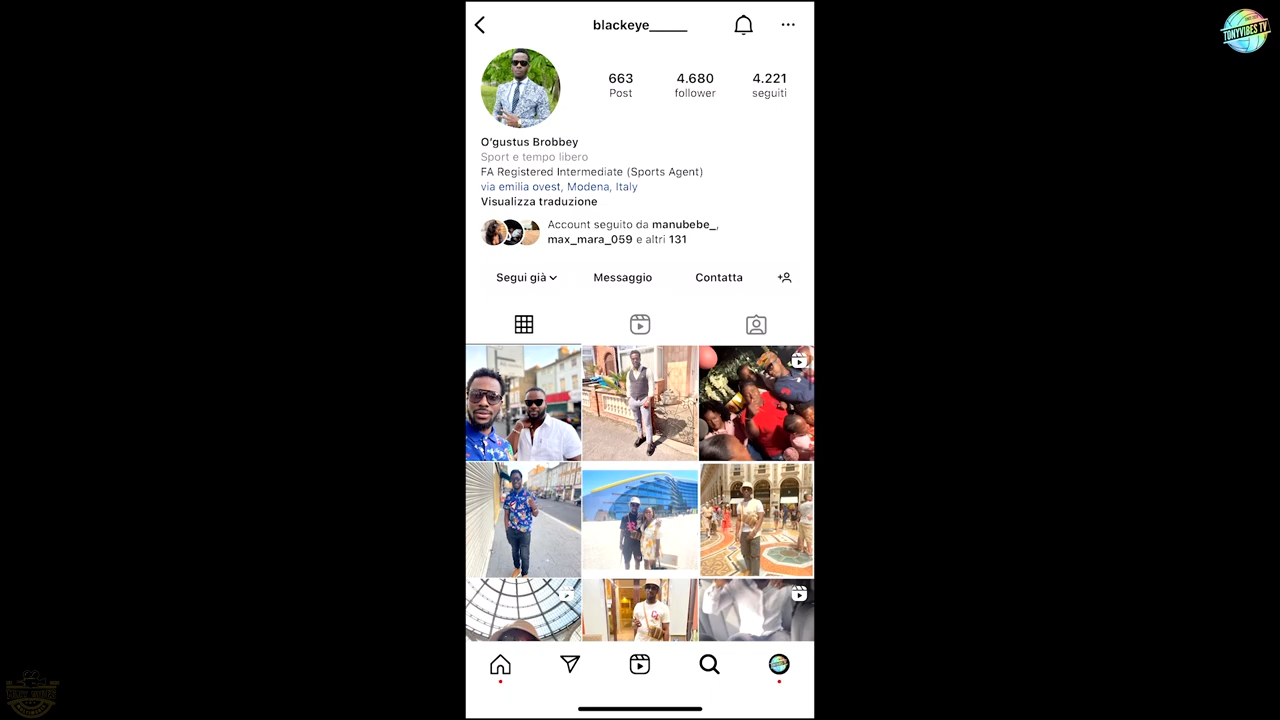 blackeye______
663
Post
4.680
follower
4.221
seguiti
O'gustus Brobbey
Sport e tempo libero
FA Registered Intermediate (Sports Agent)
via emilia ovest, Modena, Italy
Visualizza traduzione
Account seguito da manubebe_,
max_mara_059 e altri 131
Segui già
Messaggio
Contatta
TONYVIBES TV